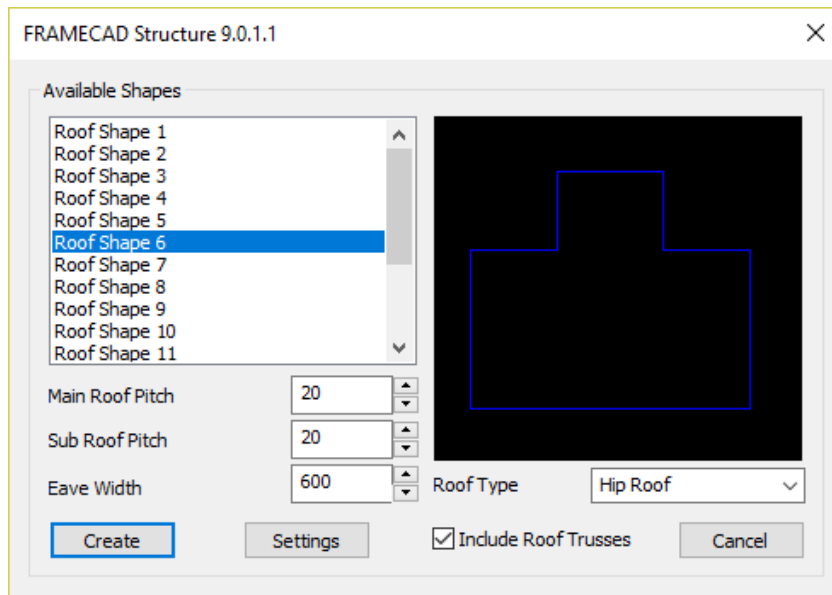 FRAMECAD Structure 9.0.1.1
Available Shapes
Roof Shape 1
Roof Shape 2
Roof Shape 3
Roof Shape 4
Roof Shape 5
Roof Shape 6
Roof Shape 7
Roof Shape 8
Roof Shape 9
Roof Shape 10
Roof Shape 11
Main Roof Pitch 20
Sub Roof Pitch 20
Eave Width 600
Roof Type Hip Roof
Create Settings Include Roof Trusses Cancel